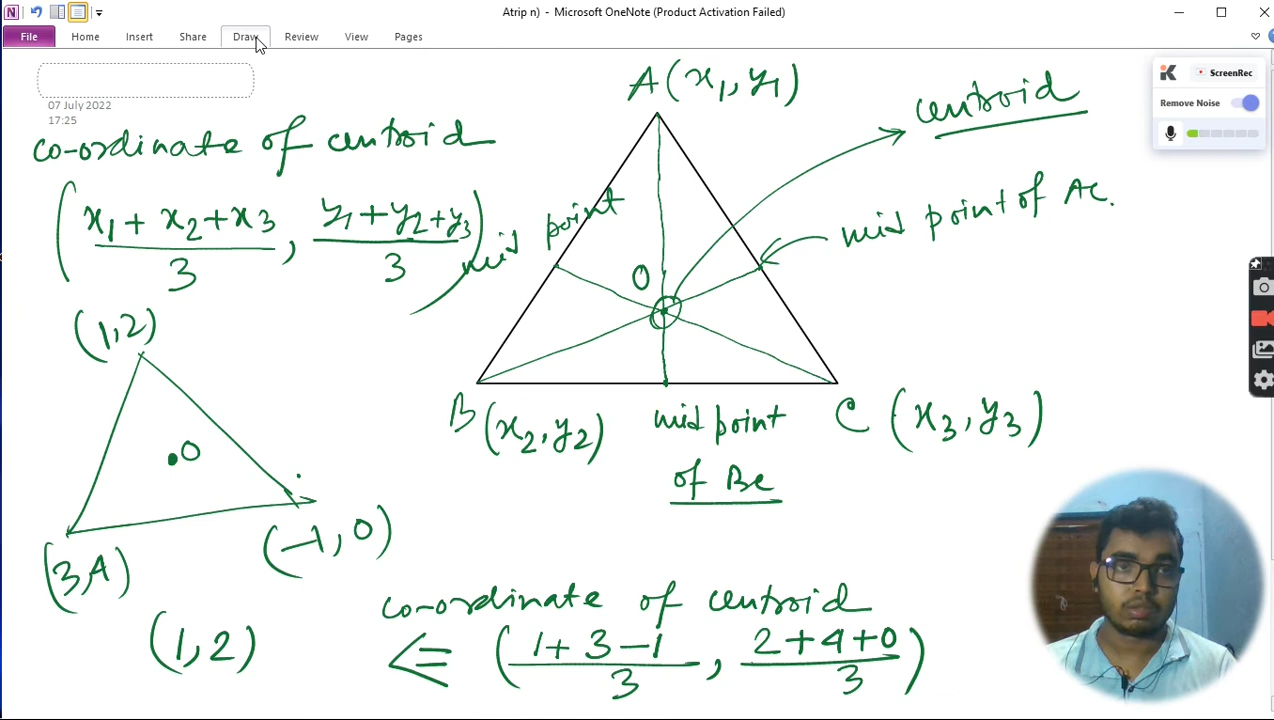 Atrip n) - Microsoft OneNote (Product Activation Failed)
File Home Insert Share Draw Review View Pages
ScreenRec
Remove Noise
07 July 2022
17:25
co-ordinate of centroid
(x₁ + x₂ + x₃ / 3, y₁ + y₂ + y₃ / 3)
A (x₁, y₁)
centroid
mid point
mid point of AC.
O
B (x₂, y₂)
mid point
of BC
C (x₃, y₃)
(1,2)
O
(3,4)
(-1, 0)
co-ordinate of centroid
(1,2) <= (1 + 3 - 1 / 3, 2 + 4 + 0 / 3)